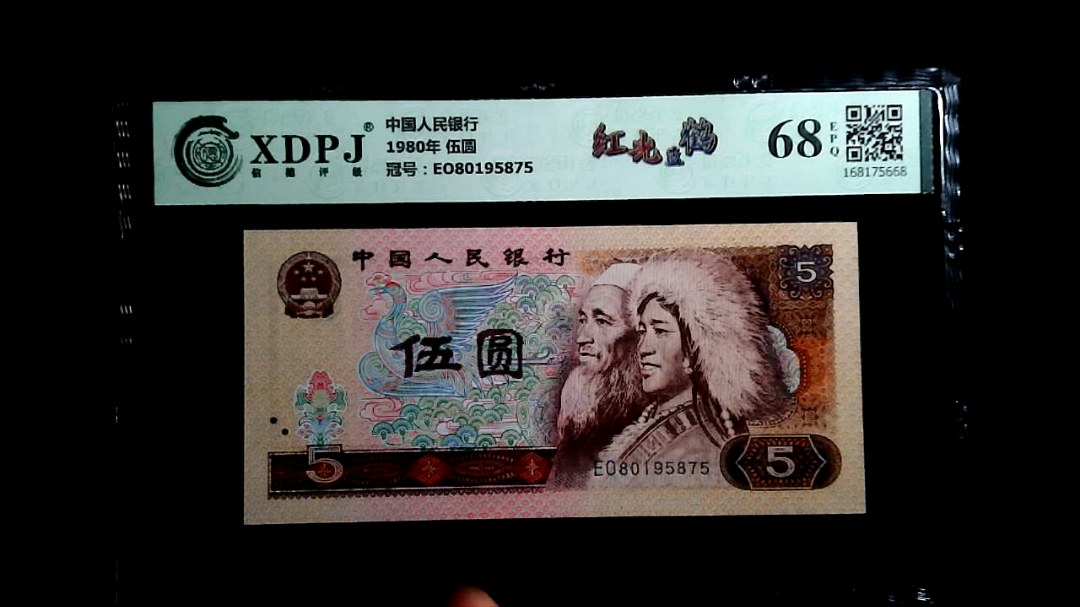 XDPJ®
信德评级
中国人民银行
1980年 伍圆
冠号：EO80195875
红光蓝鹤
68
EPQ
168175668
中国人民银行
5
伍圆
5
EO80195875
5